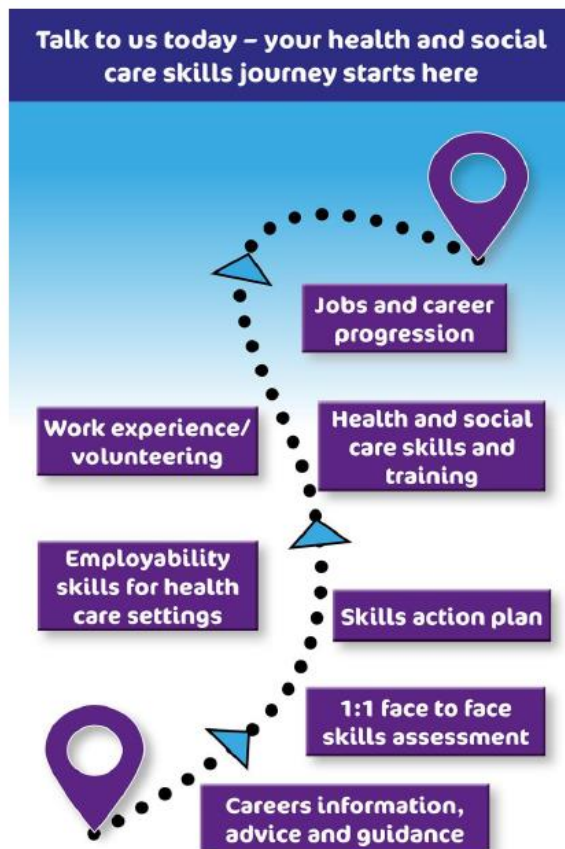 Talk to us today – your health and social
care skills journey starts here
Jobs and career
progression
Work experience/
volunteering
Health and social
care skills and
training
Employability
skills for health
care settings
Skills action plan
1:1 face to face
skills assessment
Careers information,
advice and guidance